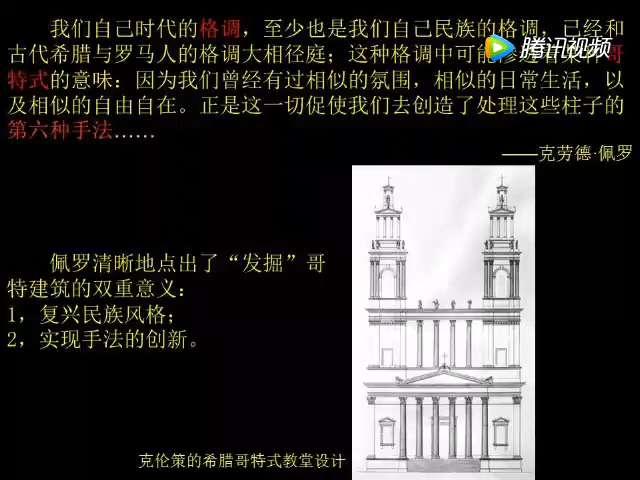 我们自己时代的格调，至少也是我们自己民族的格调，已经和
古代希腊与罗马人的格调大相径庭；这种格调中可能
腾讯视频
哥
特式的意味：因为我们曾经有过相似的氛围，相似的日常生活，以
及相似的自由自在。正是这一切促使我们去创造了处理这些柱子的
第六种手法……
——克劳德·佩罗
佩罗清晰地点出了“发掘”哥
特建筑的双重意义：
1，复兴民族风格；
2，实现手法的创新。
克伦策的希腊哥特式教堂设计